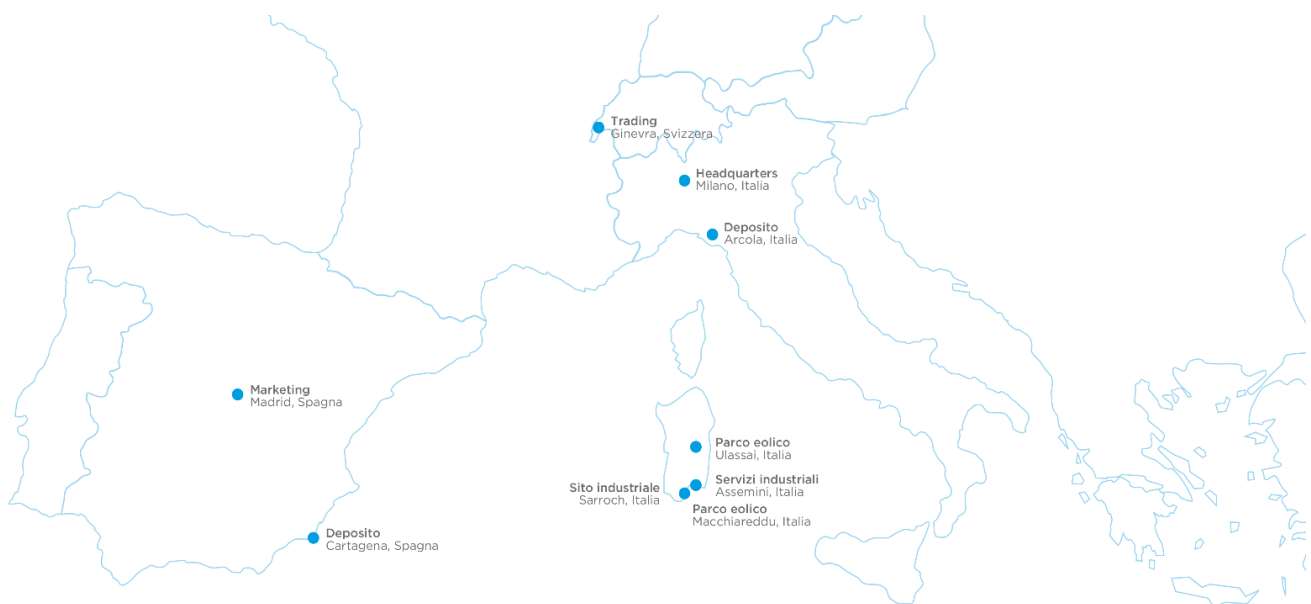 Trading
Ginevra, Svizzera
Headquarters
Milano, Italia
Deposito
Arcola, Italia
Marketing
Madrid, Spagna
Parco eolico
Ulassai, Italia
Servizi industriali
Assemini, Italia
Sito industriale
Sarroch, Italia
Parco eolico
Macchiareddu, Italia
Deposito
Cartagena, Spagna